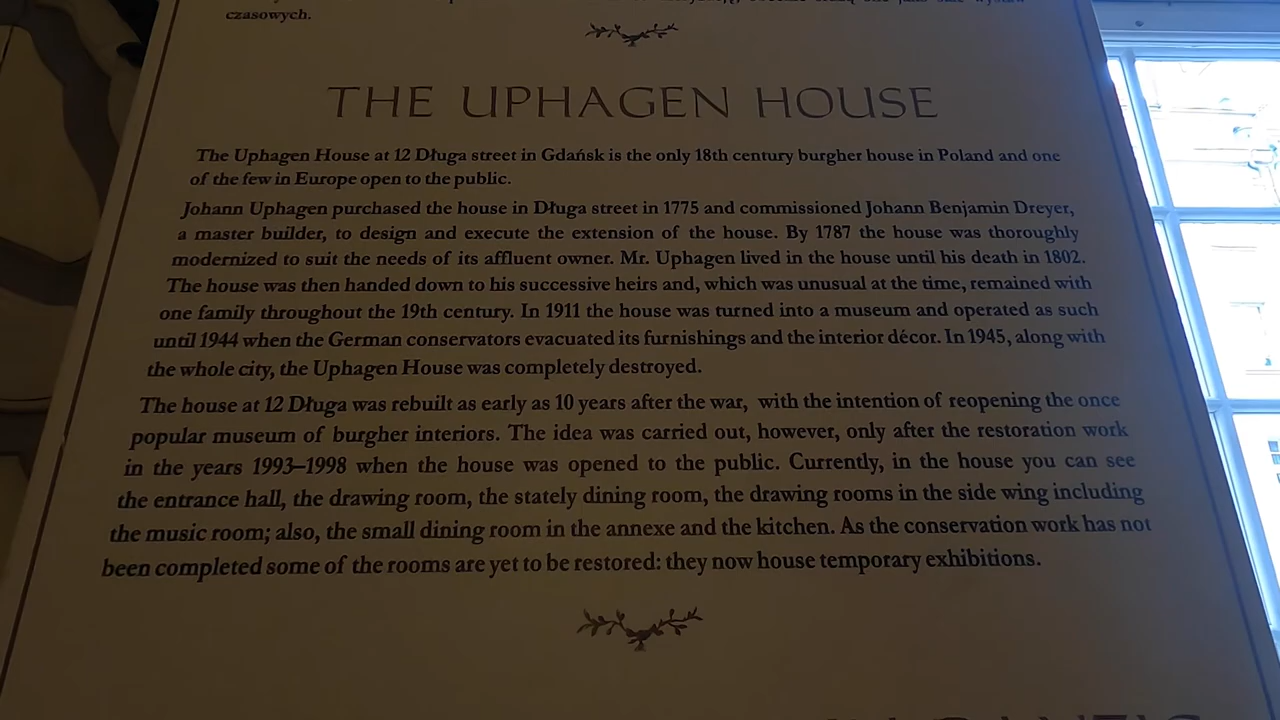 czasowych.
THE UPHAGEN HOUSE
The Uphagen House at 12 Długa street in Gdańsk is the only 18th century burgher house in Poland and one
of the few in Europe open to the public.
Johann Uphagen purchased the house in Długa street in 1775 and commissioned Johann Benjamin Dreyer,
a master builder, to design and execute the extension of the house. By 1787 the house was thoroughly
modernized to suit the needs of its affluent owner. Mr. Uphagen lived in the house until his death in 1802.
The house was then handed down to his successive heirs and, which was unusual at the time, remained with
one family throughout the 19th century. In 1911 the house was turned into a museum and operated as such
until 1944 when the German conservators evacuated its furnishings and the interior décor. In 1945, along with
the whole city, the Uphagen House was completely destroyed.
The house at 12 Długa was rebuilt as early as 10 years after the war, with the intention of reopening the once
popular museum of burgher interiors. The idea was carried out, however, only after the restoration work
in the years 1993–1998 when the house was opened to the public. Currently, in the house you can see
the entrance hall, the drawing room, the stately dining room, the drawing rooms in the side wing including
the music room; also, the small dining room in the annexe and the kitchen. As the conservation work has not
been completed some of the rooms are yet to be restored: they now house temporary exhibitions.